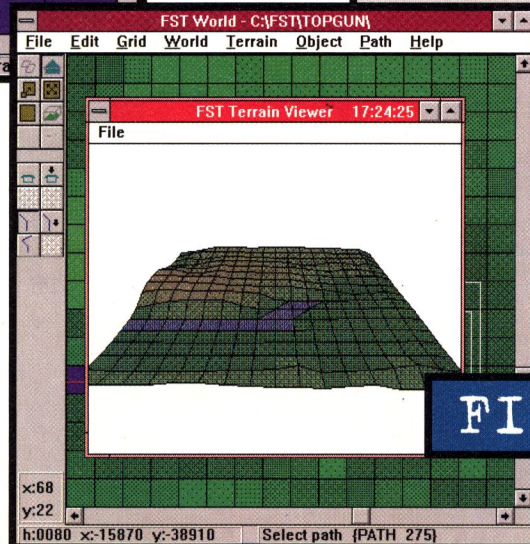 FST World - C:\FST\TOPGUN\
File Edit Grid World Terrain Object Path Help
FST Terrain Viewer 17:24:25
File
FI
x:68
y:22
h:0080 x:-15870 y:-38910 Select path {PATH 275}